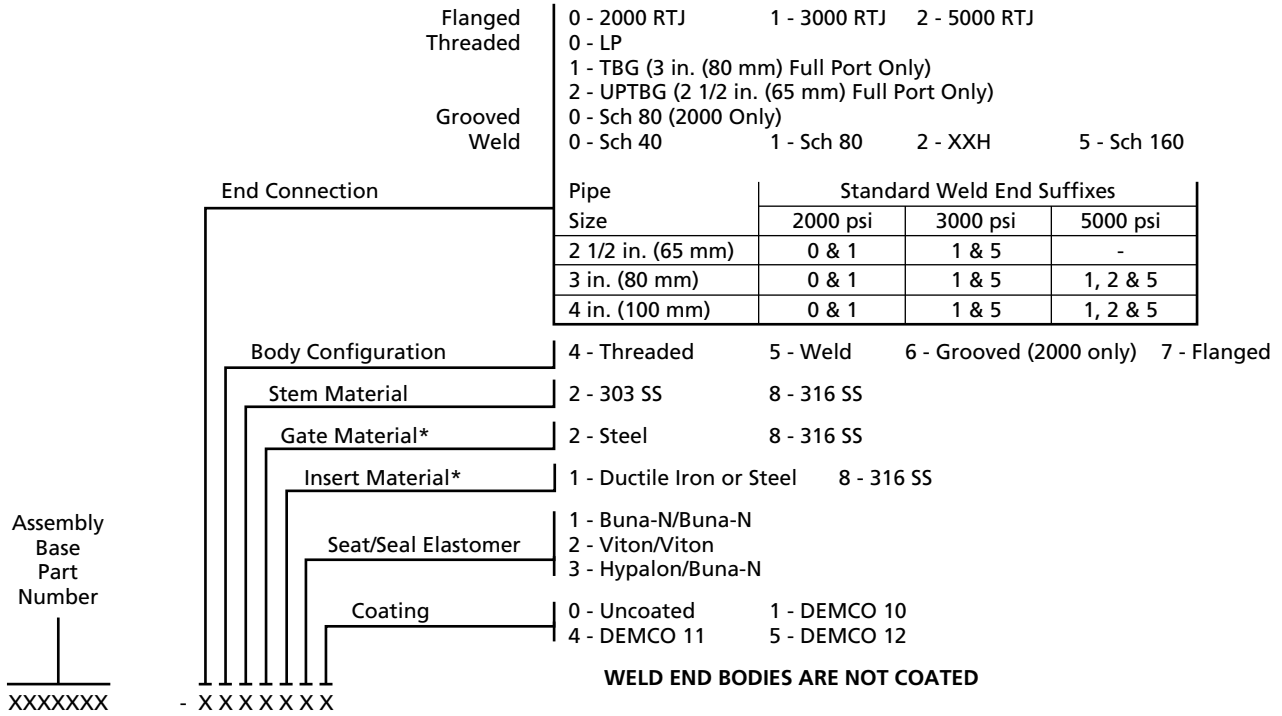 Flanged 0 - 2000 RTJ 1 - 3000 RTJ 2 - 5000 RTJ
Threaded 0 - LP
1 - TBG (3 in. (80 mm) Full Port Only)
2 - UPTBG (2 1/2 in. (65 mm) Full Port Only)
Grooved 0 - Sch 80 (2000 Only)
Weld 0 - Sch 40 1 - Sch 80 2 - XXH 5 - Sch 160
End Connection Pipe Standard Weld End Suffixes
Size 2000 psi 3000 psi 5000 psi
2 1/2 in. (65 mm) 0 & 1 1 & 5 -
3 in. (80 mm) 0 & 1 1 & 5 1, 2 & 5
4 in. (100 mm) 0 & 1 1 & 5 1, 2 & 5
Body Configuration 4 - Threaded 5 - Weld 6 - Grooved (2000 only) 7 - Flanged
Stem Material 2 - 303 SS 8 - 316 SS
Gate Material* 2 - Steel 8 - 316 SS
Insert Material* 1 - Ductile Iron or Steel 8 - 316 SS
Seat/Seal Elastomer
1 - Buna-N/Buna-N
2 - Viton/Viton
3 - Hypalon/Buna-N
Coating 0 - Uncoated 1 - DEMCO 10
4 - DEMCO 11 5 - DEMCO 12
WELD END BODIES ARE NOT COATED
Assembly
Base
Part
Number
XXXXXXX - X X X X X X X